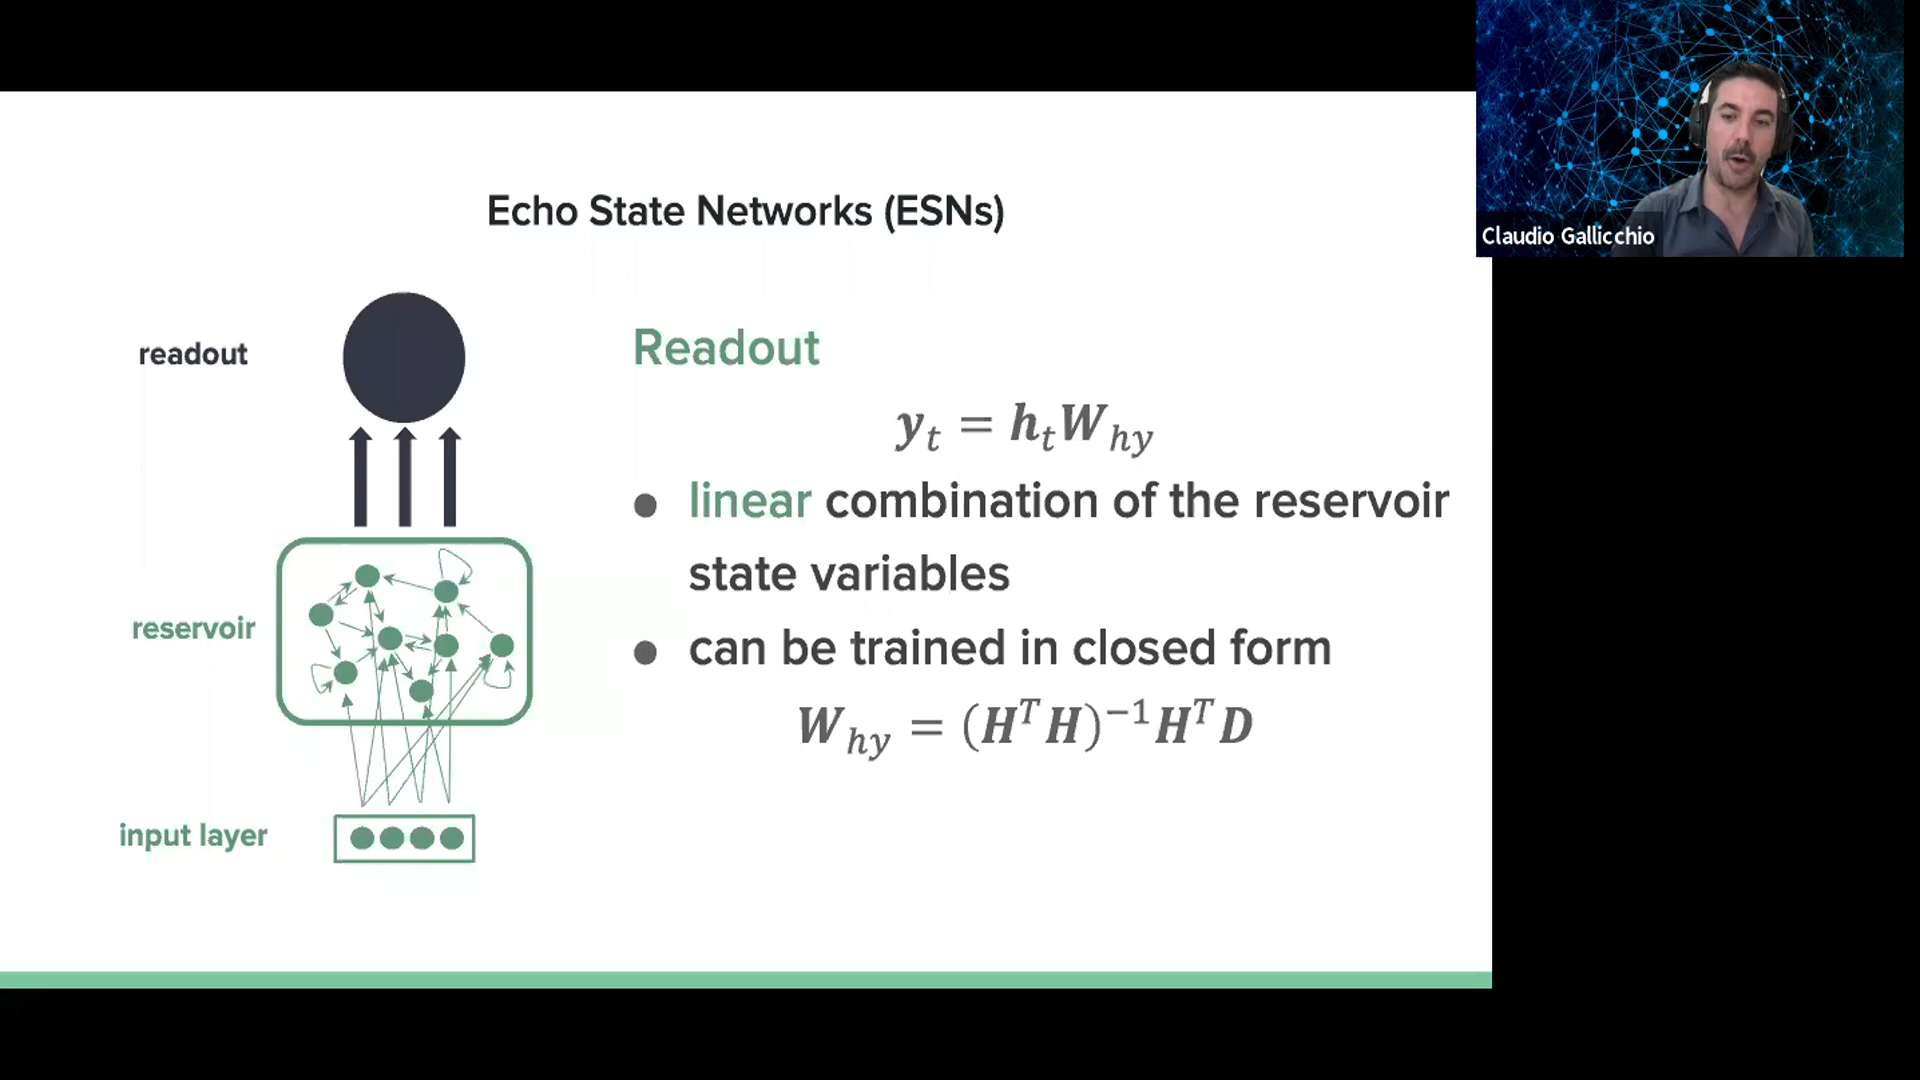 Echo State Networks (ESNs)
readout
reservoir
input layer
Readout
𝒚ₜ = 𝒉ₜ𝑾ₕᵧ
● linear combination of the reservoir
state variables
● can be trained in closed form
𝑾ₕᵧ = (𝑯ᵀ𝑯)⁻¹𝑯ᵀ𝑫
Claudio Gallicchio